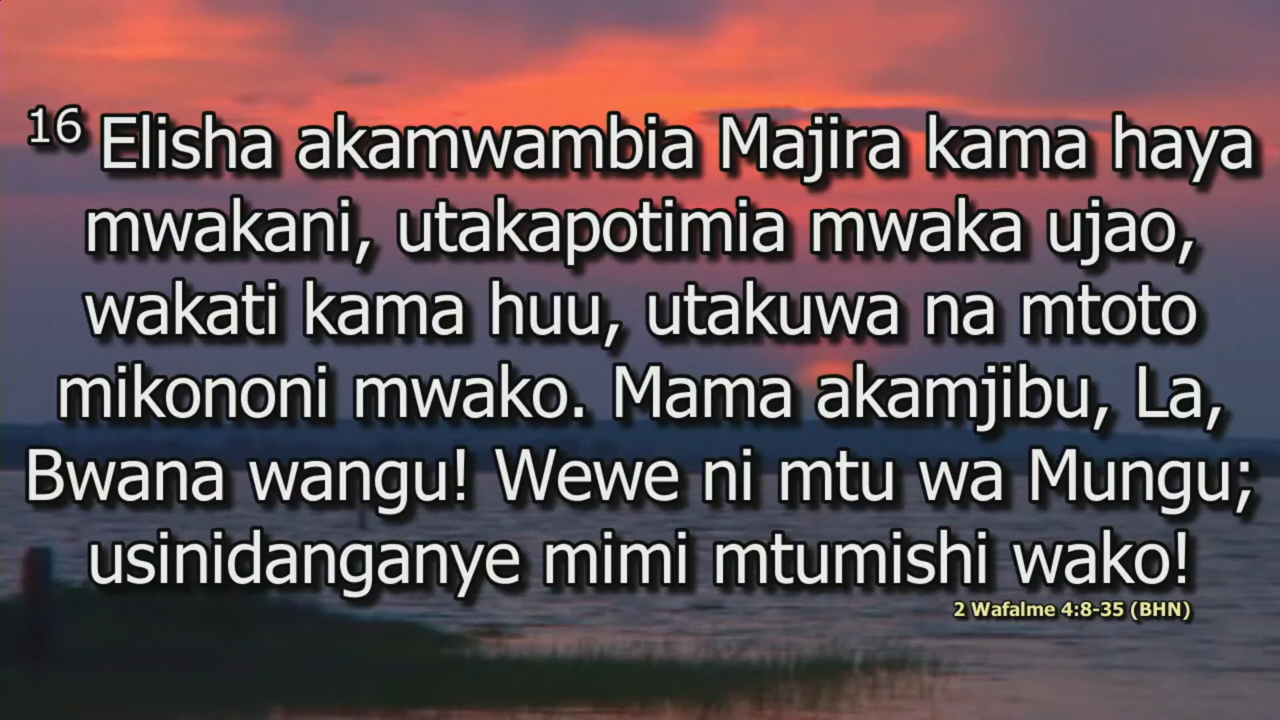 16 Elisha akamwambia Majira kama haya
mwakani, utakapotimia mwaka ujao,
wakati kama huu, utakuwa na mtoto
mikononi mwako. Mama akamjibu, La,
Bwana wangu! Wewe ni mtu wa Mungu;
usinidanganye mimi mtumishi wako!
2 Wafalme 4:8-35 (BHN)